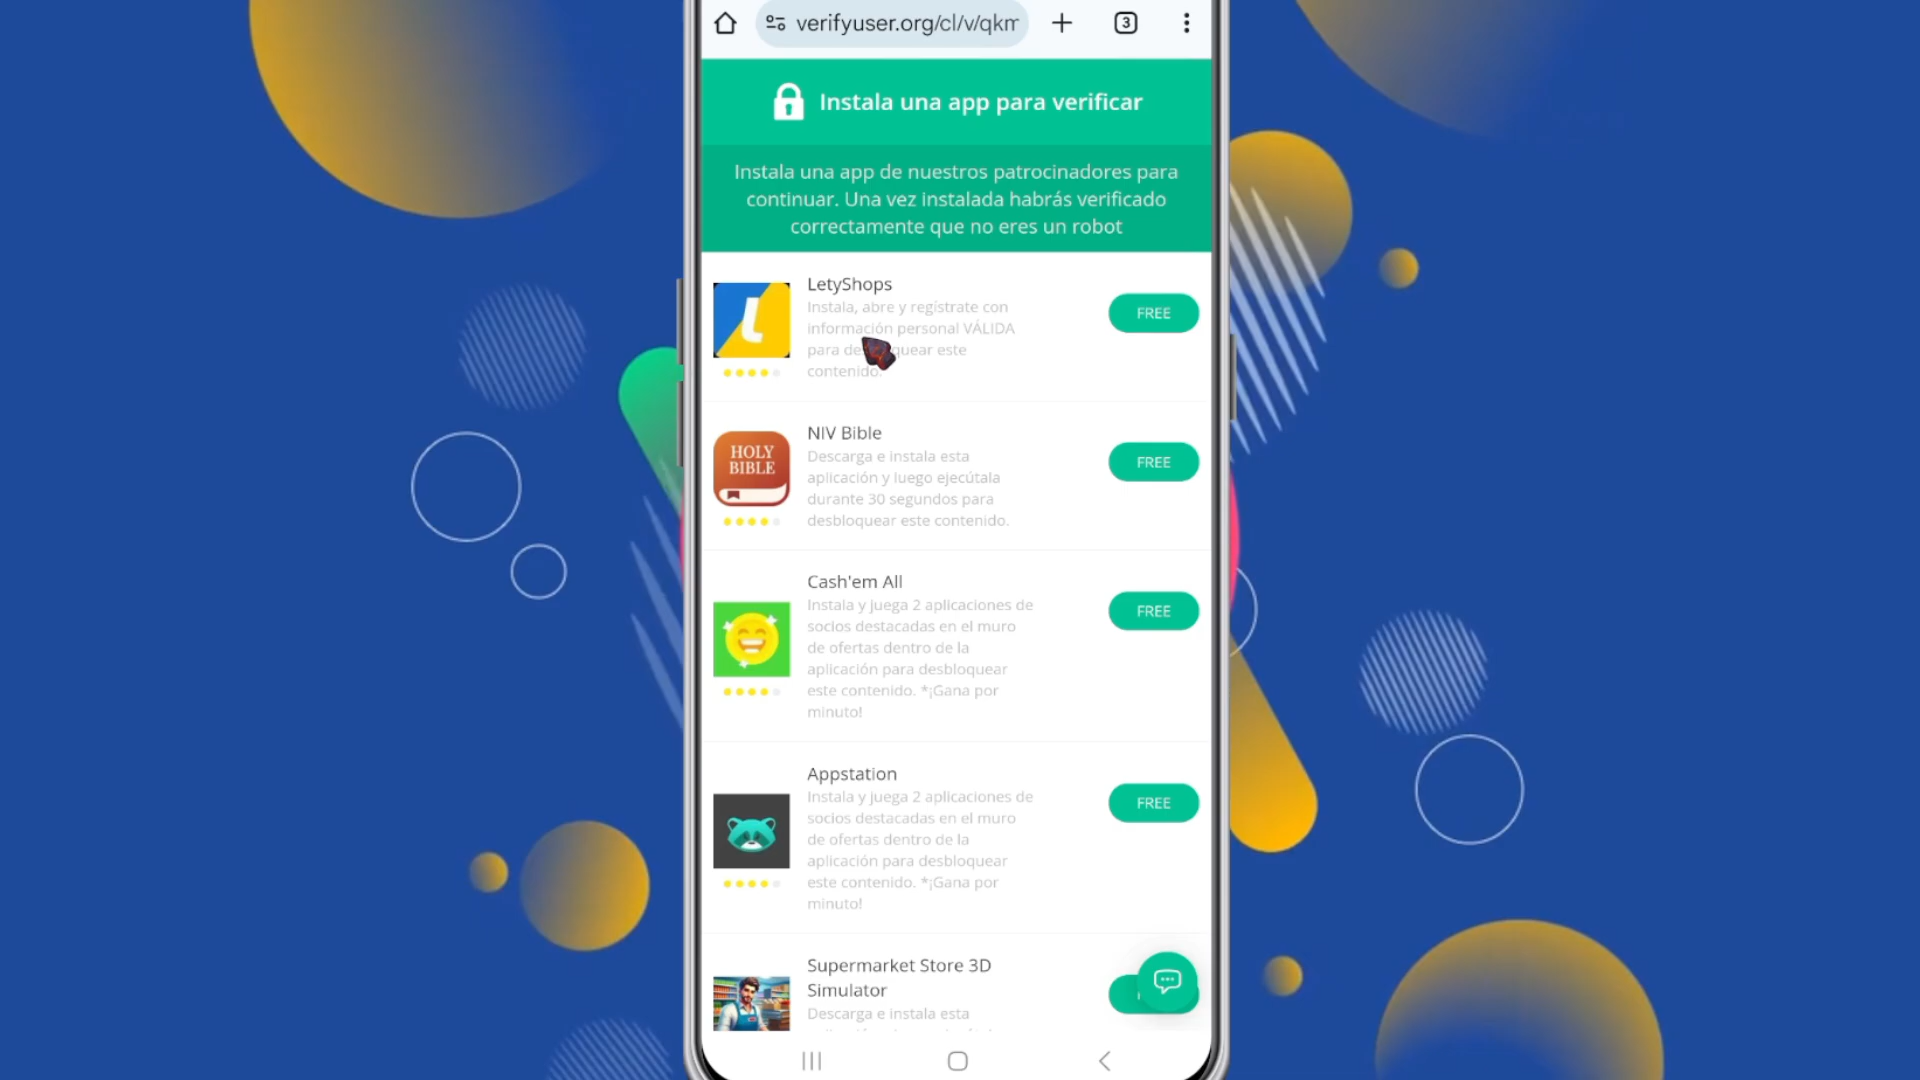 verifyuser.org/cl/v/qkm
3
Instala una app para verificar
Instala una app de nuestros patrocinadores para
continuar. Una vez instalada habrás verificado
correctamente que no eres un robot
LetyShops
Instala, abre y regístrate con
información personal VÁLIDA
para desbloquear este
contenido.
FREE
HOLY
BIBLE
NIV Bible
Descarga e instala esta
aplicación y luego ejecútala
durante 30 segundos para
desbloquear este contenido.
FREE
Cash'em All
Instala y juega 2 aplicaciones de
socios destacadas en el muro
de ofertas dentro de la
aplicación para desbloquear
este contenido. *¡Gana por
minuto!
FREE
Appstation
Instala y juega 2 aplicaciones de
socios destacadas en el muro
de ofertas dentro de la
aplicación para desbloquear
este contenido. *¡Gana por
minuto!
FREE
Supermarket Store 3D
Simulator
Descarga e instala esta